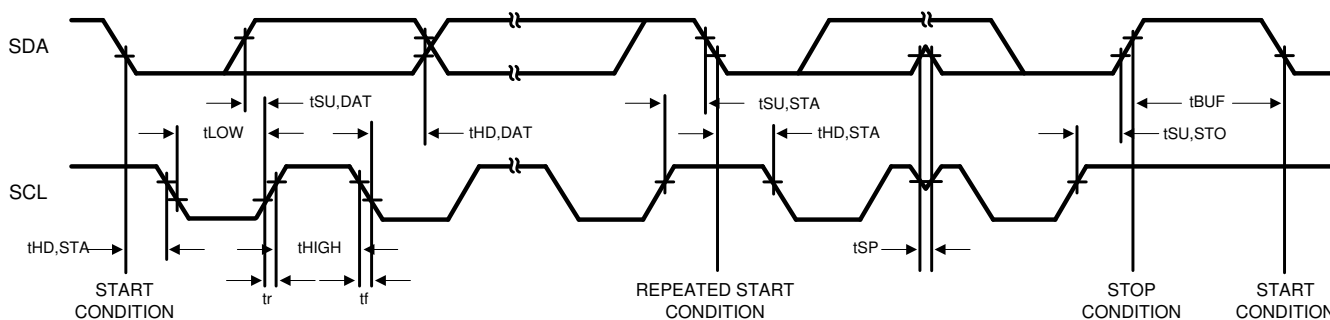 SDA
tSU,DAT
tSU,STA
tBUF
tLOW
tHD,DAT
tHD,STA
tSU,STO
SCL
tHD,STA
tHIGH
tSP
tr
tf
START
CONDITION
REPEATED START
CONDITION
STOP
CONDITION
START
CONDITION